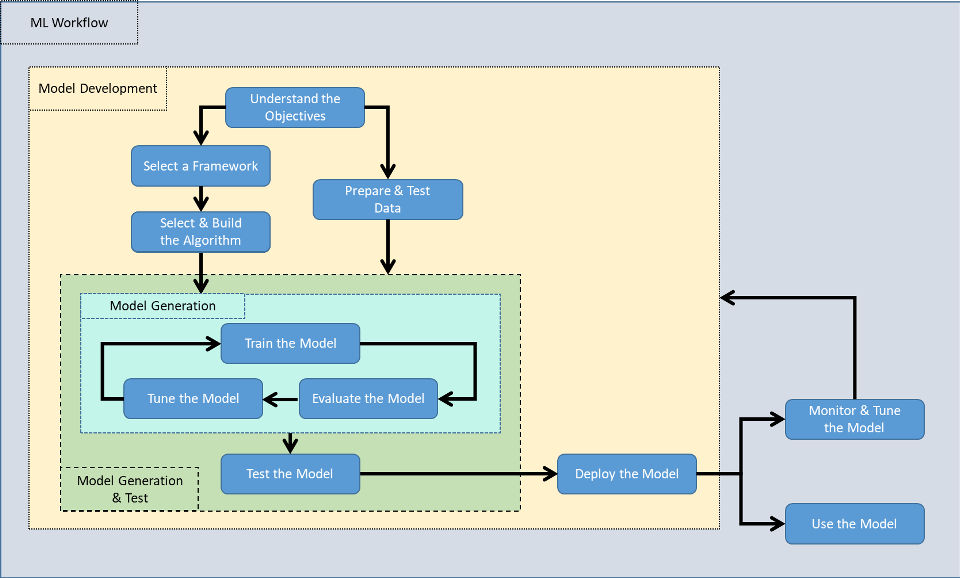 ML Workflow
Model Development
Understand the
Objectives
Select a Framework
Prepare & Test
Data
Select & Build
the Algorithm
Model Generation
Train the Model
Tune the Model
Evaluate the Model
Test the Model
Model Generation
& Test
Deploy the Model
Monitor & Tune
the Model
Use the Model